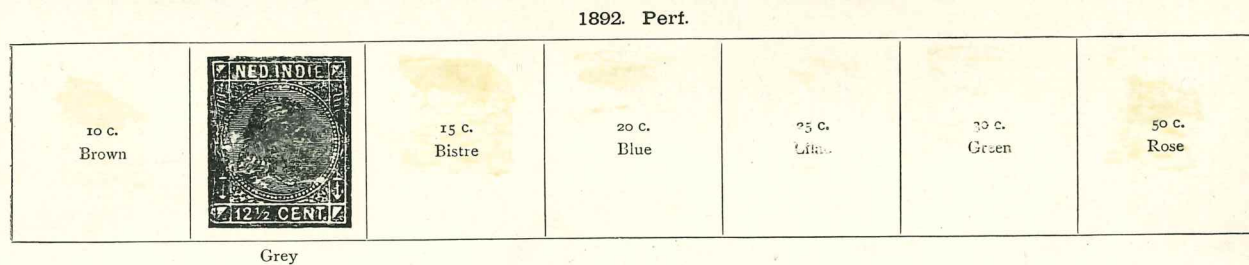 1892. Perf.
10 c.
Brown
NED. INDIE
12½ CENT.
Grey
15 c.
Bistre
20 c.
Blue
25 c.
30 c.
Green
50 c.
Rose